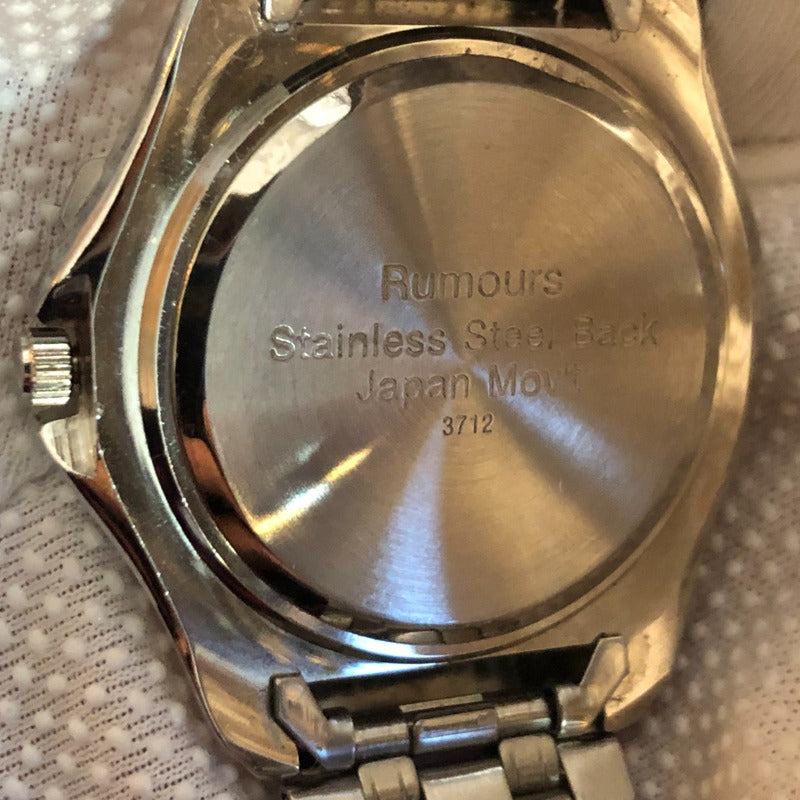 Rumours
Stainless Steel Back
Japan Mov't
3712